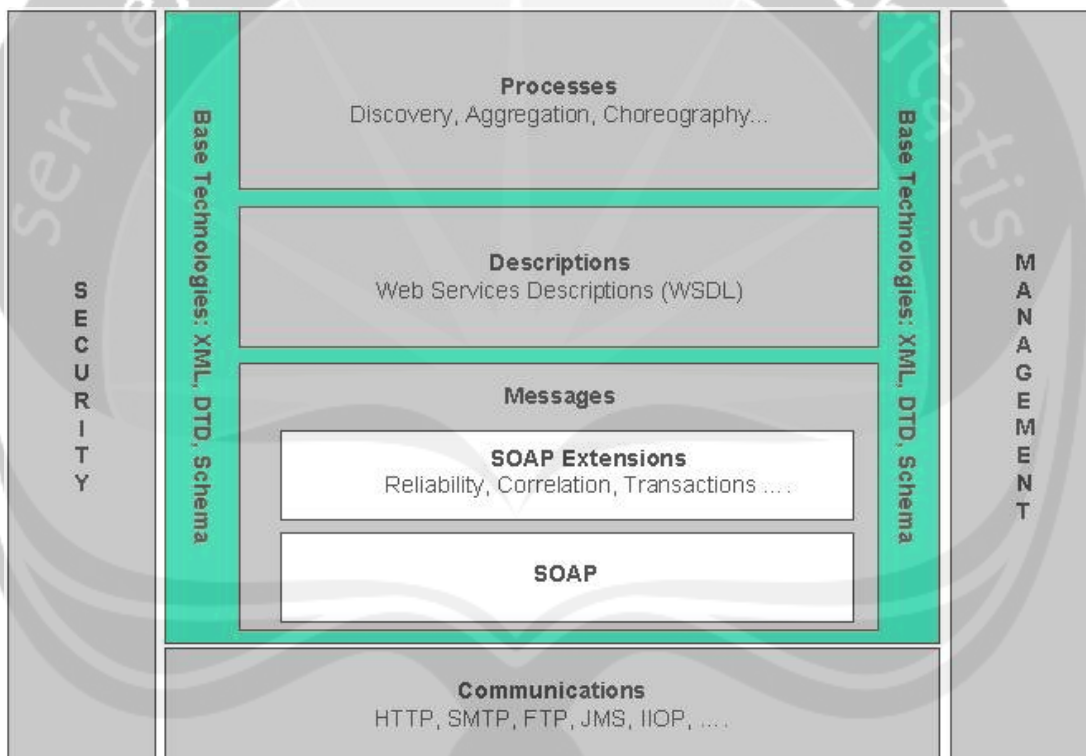 Processes
Discovery, Aggregation, Choreography...
Base Technologies: XML, DTD, Schema
Base Technologies: XML, DTD, Schema
Descriptions
Web Services Descriptions (WSDL)
SECURITY
MANAGEMENT
Messages
SOAP Extensions
Reliability, Correlation, Transactions ....
SOAP
Communications
HTTP, SMTP, FTP, JMS, IIOP, ....